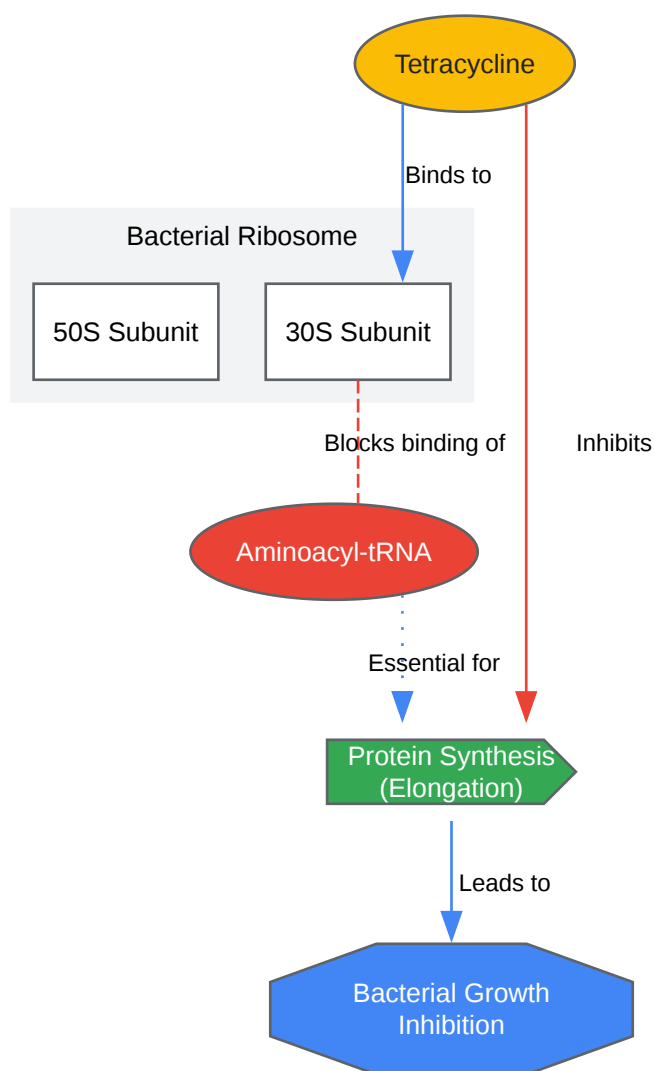 Tetracycline
Binds to
Bacterial Ribosome
50S Subunit
30S Subunit
Blocks binding of
Inhibits
Aminoacyl-tRNA
Essential for
Protein Synthesis
(Elongation)
Leads to
Bacterial Growth
Inhibition